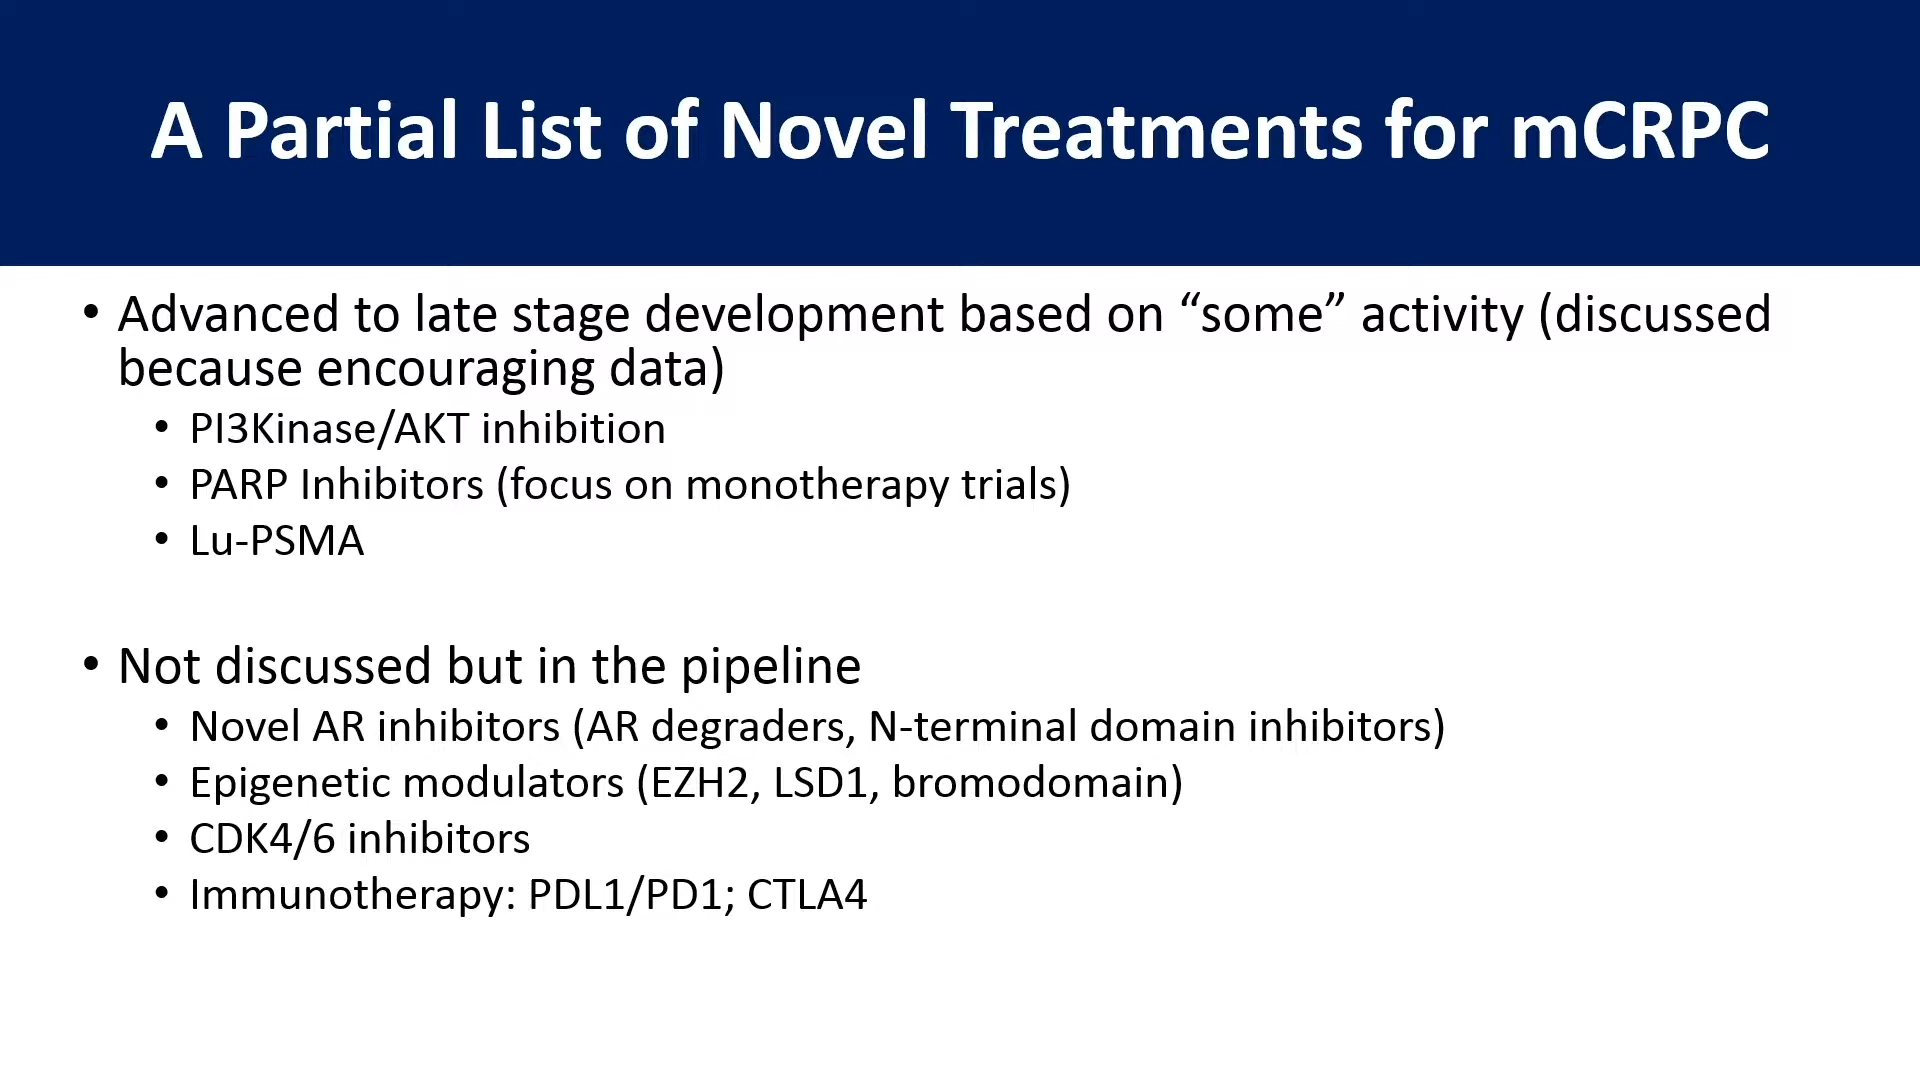 A Partial List of Novel Treatments for mCRPC
• Advanced to late stage development based on “some” activity (discussed
because encouraging data)
• PI3Kinase/AKT inhibition
• PARP Inhibitors (focus on monotherapy trials)
• Lu-PSMA
• Not discussed but in the pipeline
• Novel AR inhibitors (AR degraders, N-terminal domain inhibitors)
• Epigenetic modulators (EZH2, LSD1, bromodomain)
• CDK4/6 inhibitors
• Immunotherapy: PDL1/PD1; CTLA4